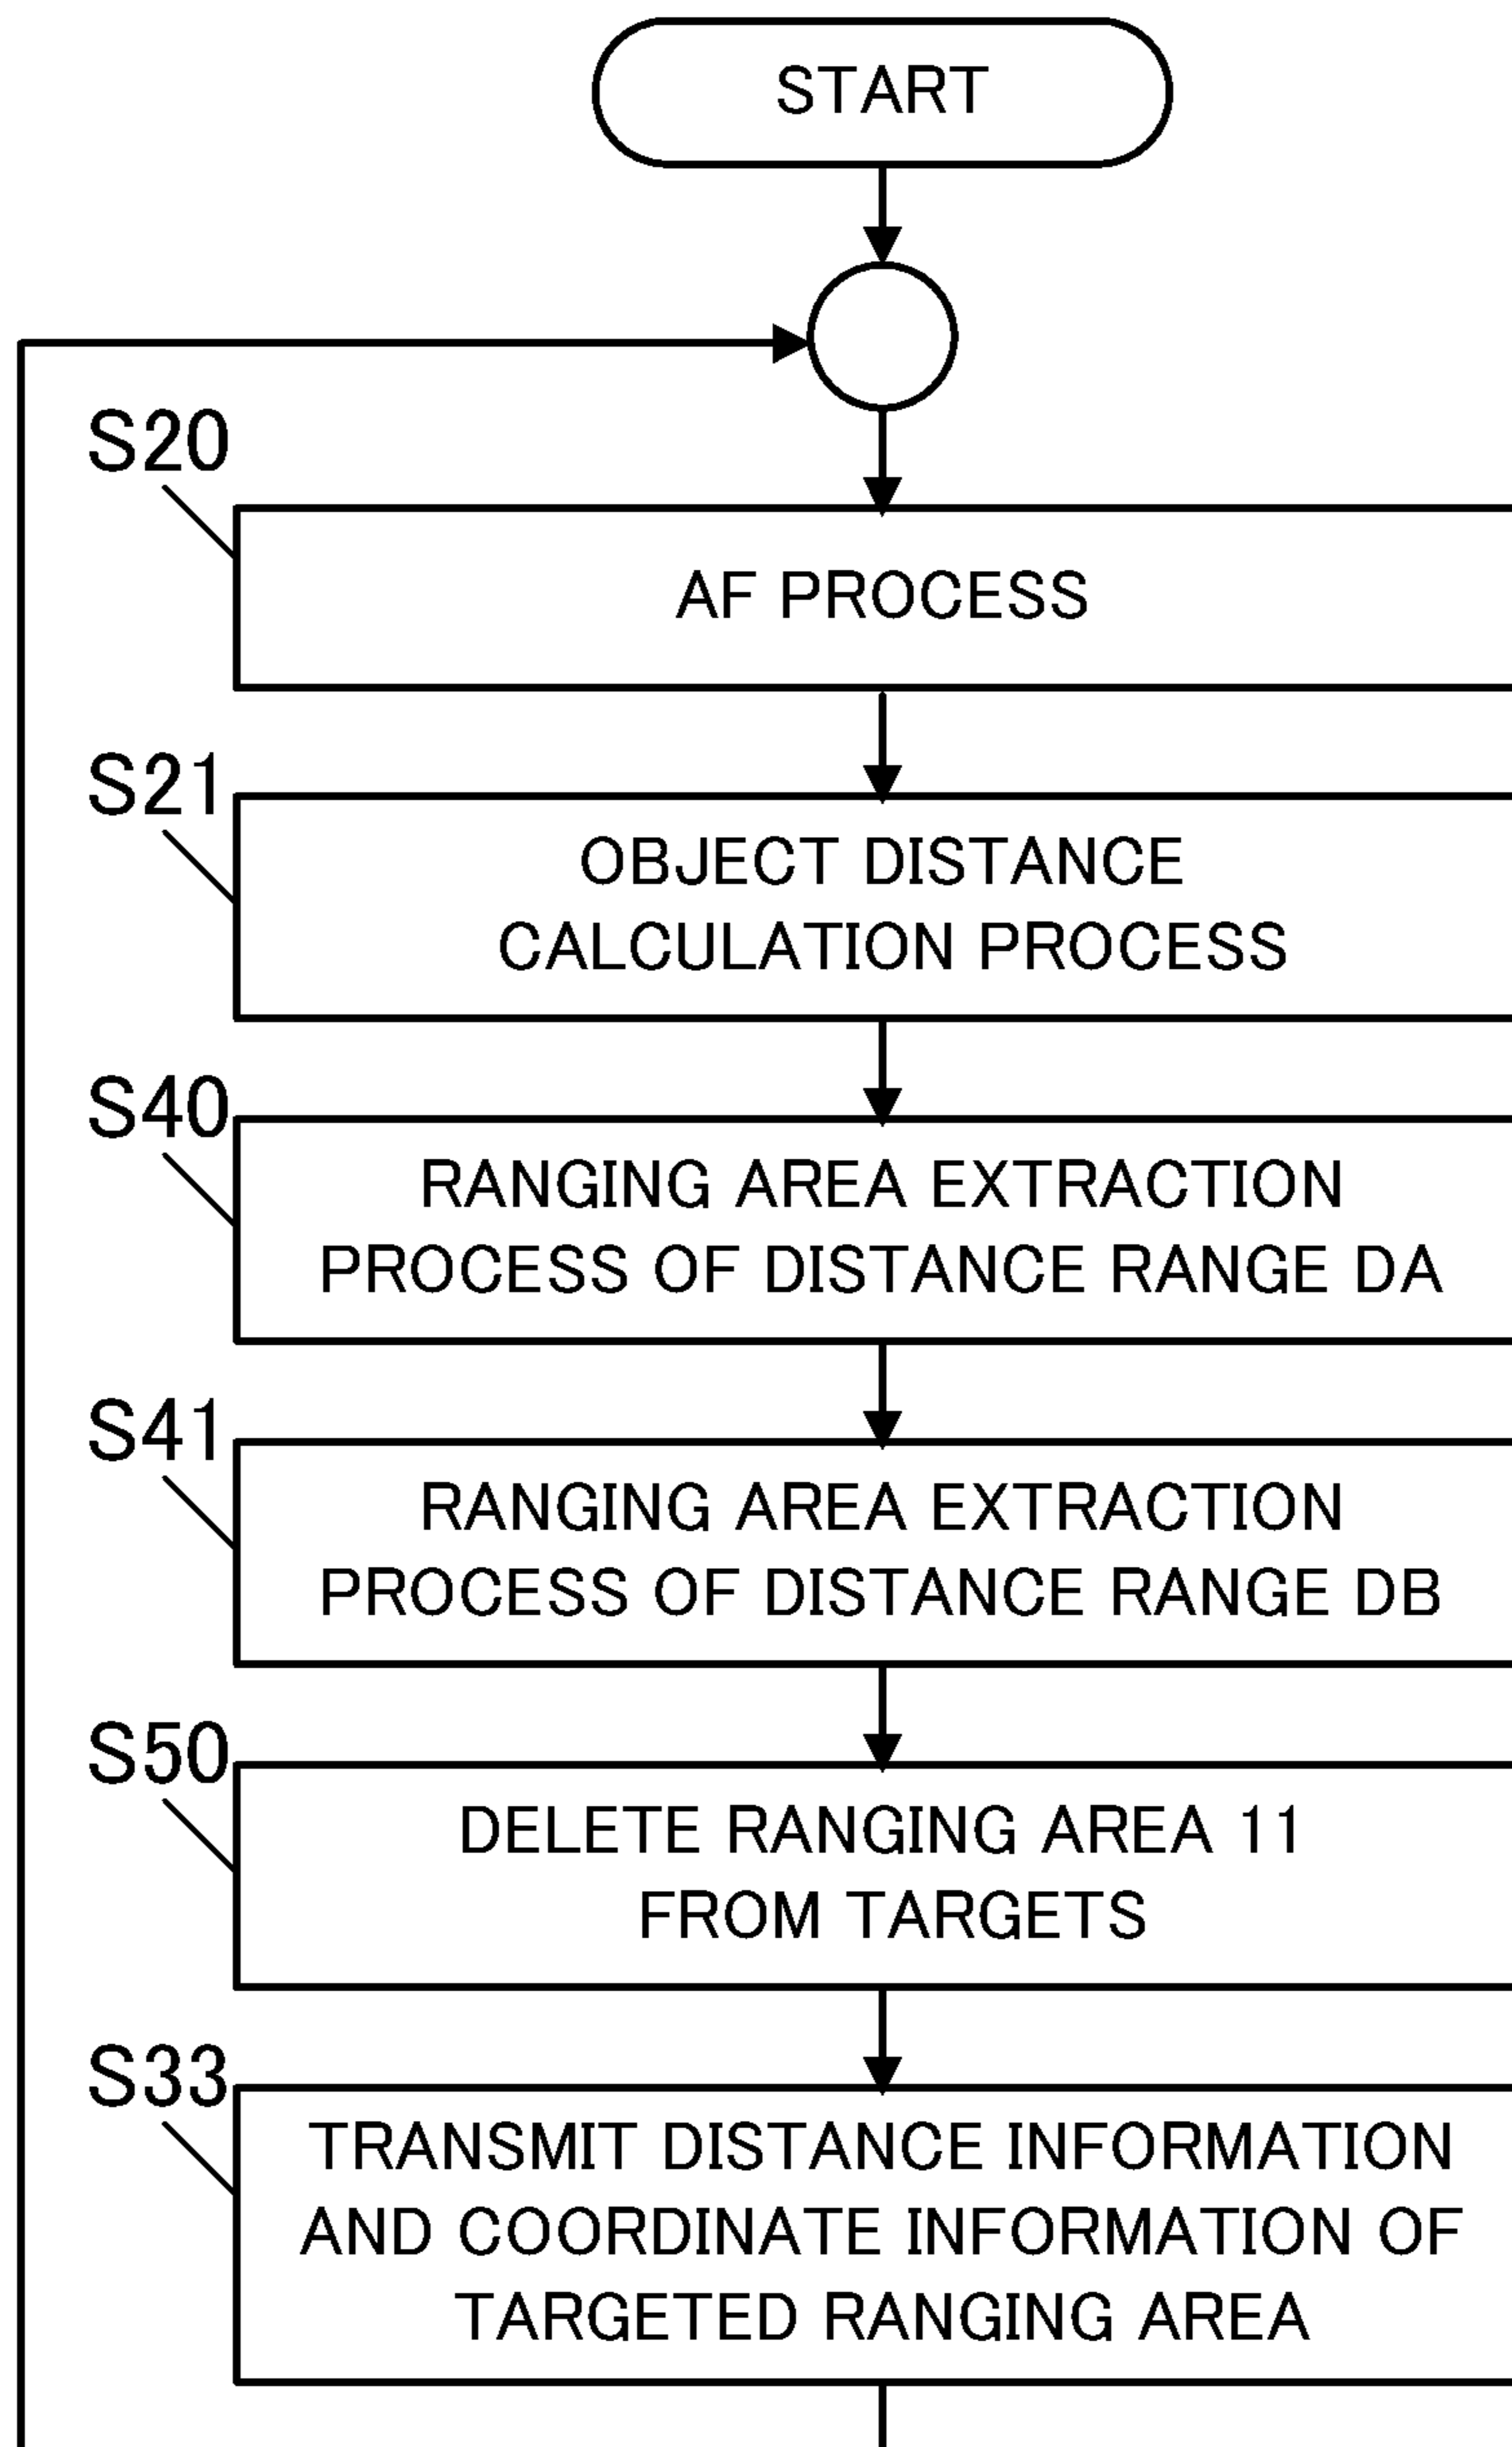 START
S20
AF PROCESS
S21
OBJECT DISTANCE
CALCULATION PROCESS
S40
RANGING AREA EXTRACTION
PROCESS OF DISTANCE RANGE DA
S41
RANGING AREA EXTRACTION
PROCESS OF DISTANCE RANGE DB
S50
DELETE RANGING AREA 11
FROM TARGETS
S33
TRANSMIT DISTANCE INFORMATION
AND COORDINATE INFORMATION OF
TARGETED RANGING AREA